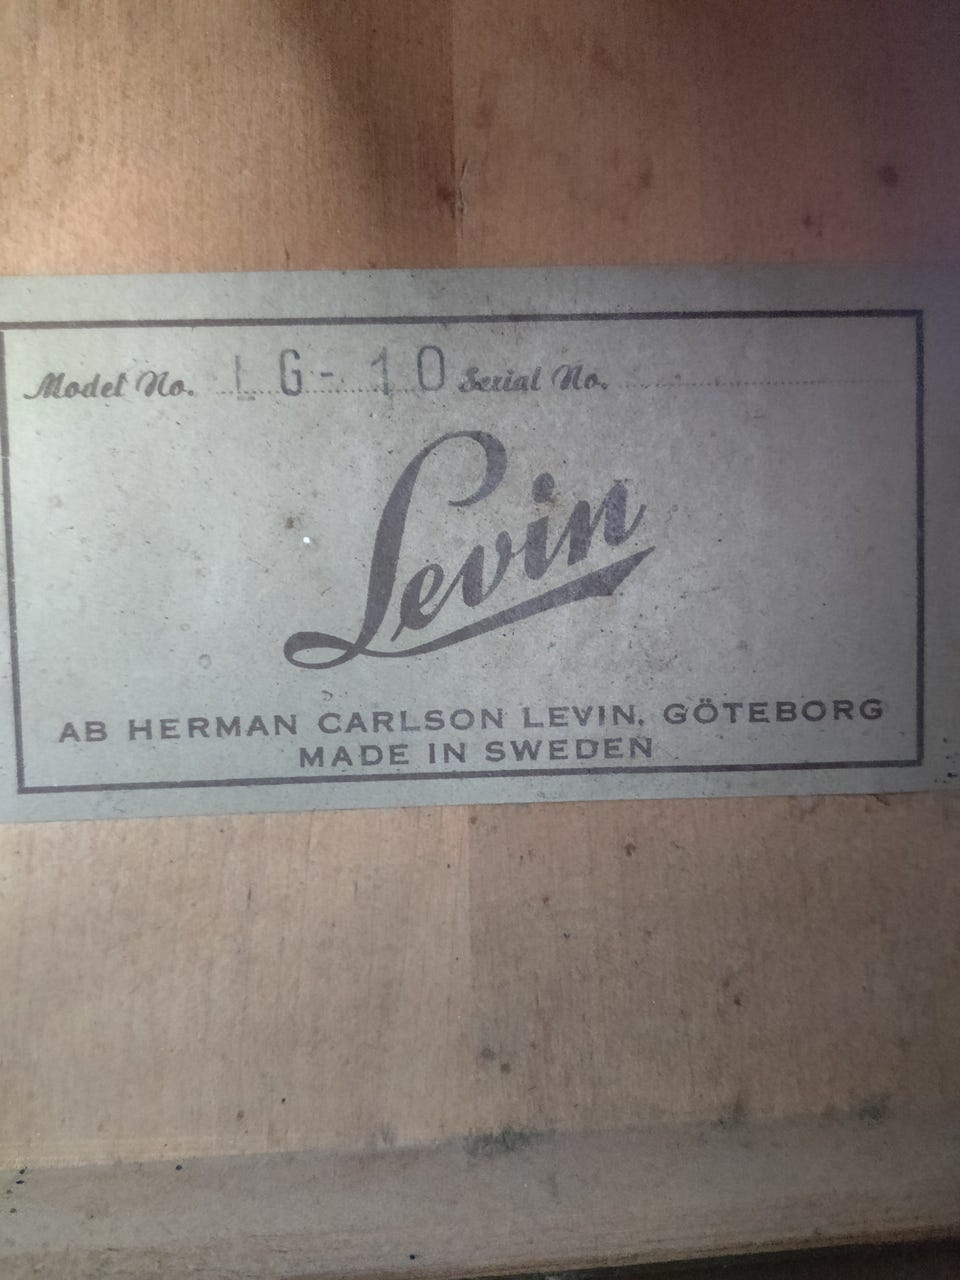 Model No. LG-10 Serial No.
Levin
AB HERMAN CARLSON LEVIN, GÖTEBORG
MADE IN SWEDEN